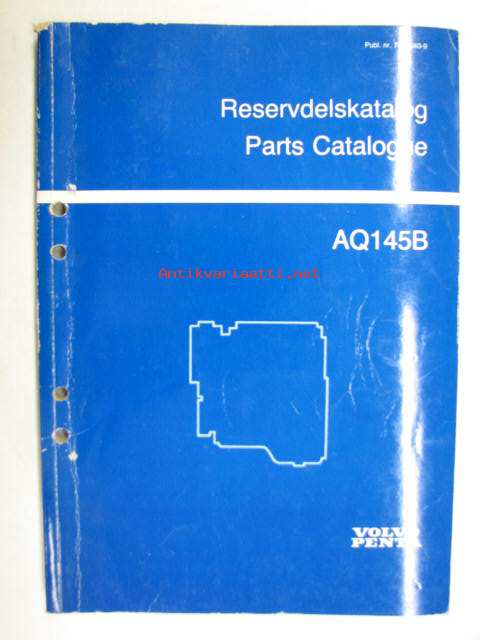 Publ. nr.
Reservdelskatalog
Parts Catalogue
AQ145B
Antikvariaatti.net
VOLVO
PENTA